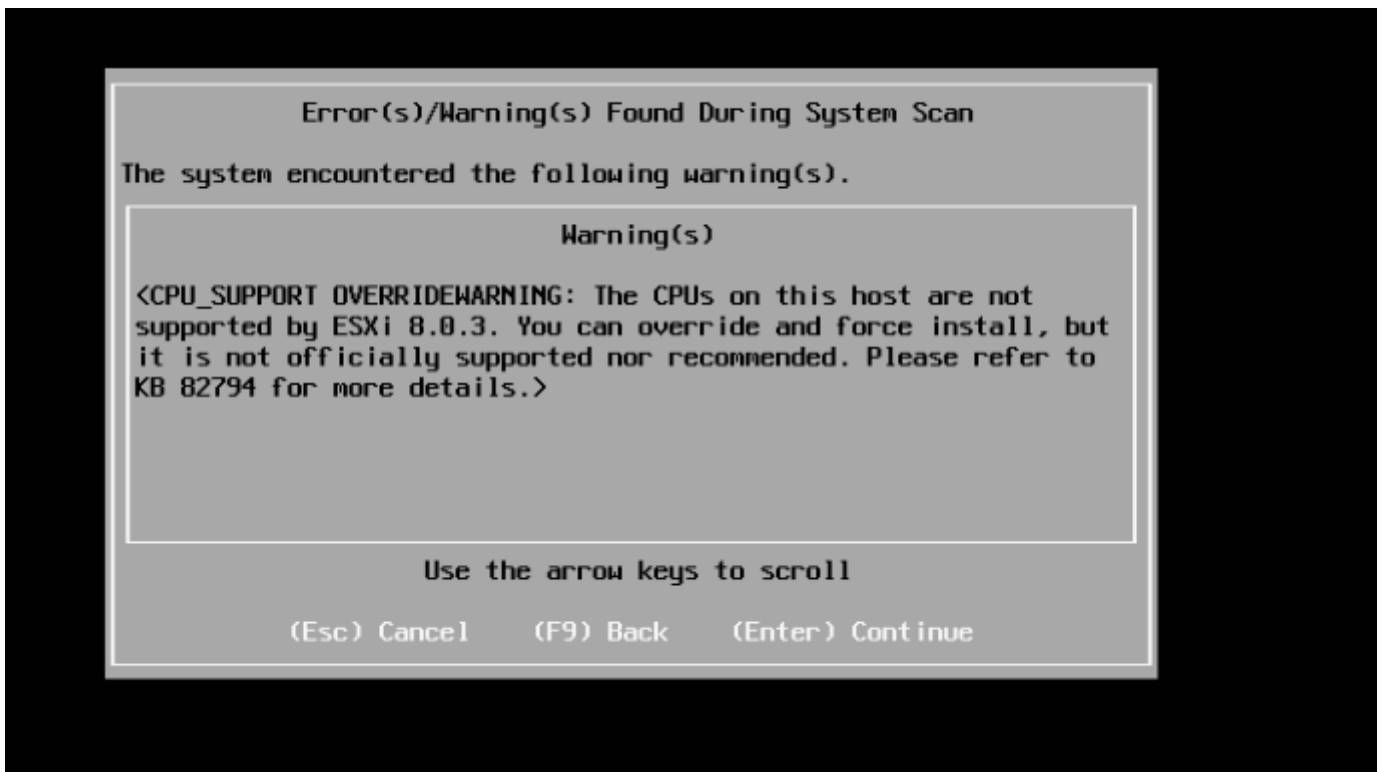 Error(s)/Warning(s) Found During System Scan
The system encountered the following warning(s).
Warning(s)
<CPU_SUPPORT OVERRIDEWARNING: The CPUs on this host are not
supported by ESXi 8.0.3. You can override and force install, but
it is not officially supported nor recommended. Please refer to
KB 82794 for more details.>
Use the arrow keys to scroll
(Esc) Cancel (F9) Back (Enter) Continue